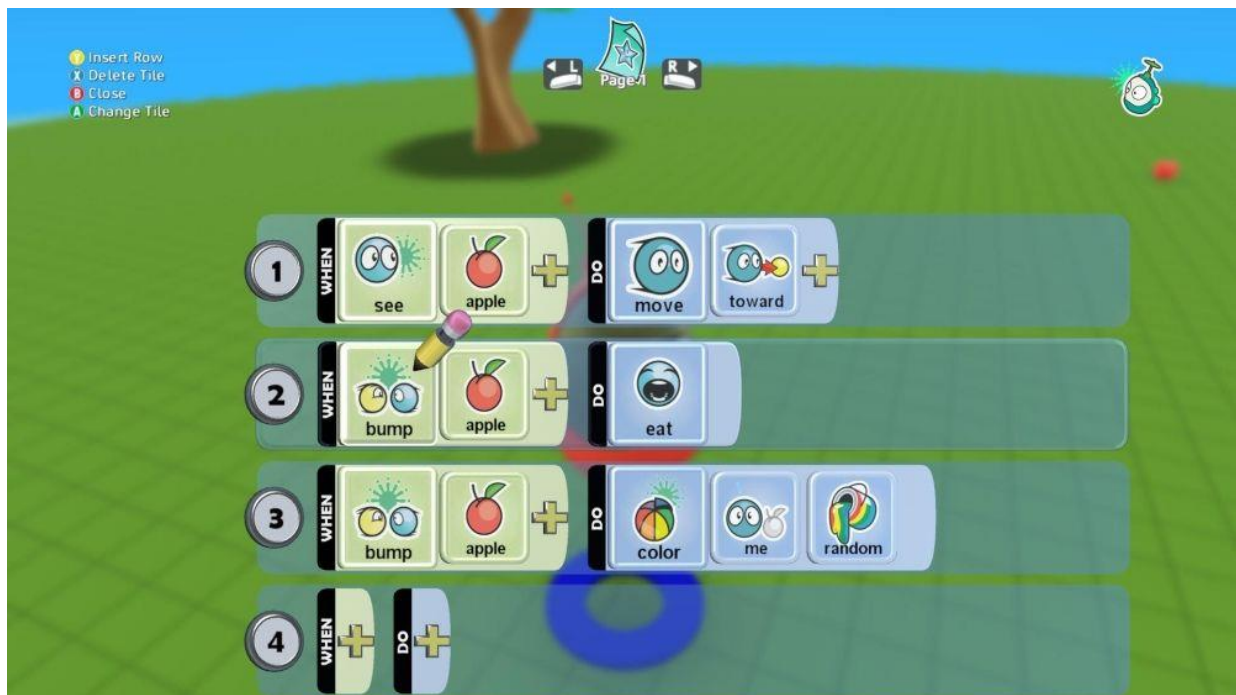 Y Insert Row
X Delete Tile
B Close
A Change Tile
L Page 1 R
1 WHEN see apple DO move toward
2 WHEN bump apple DO eat
3 WHEN bump apple DO color me random
4 WHEN DO